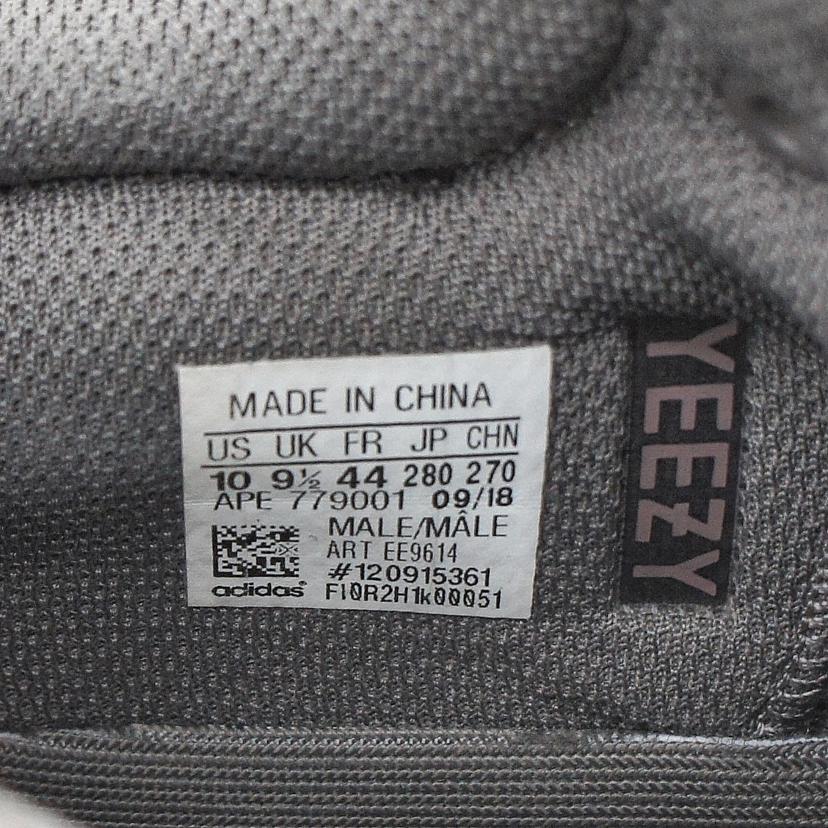 MADE IN CHINA
US UK FR JP CHN
10 9½ 44 280 270
APE 779001 09/18
MALE/MÂLE
ART EE9614
#120915361
adidas® F10R2H1k00051
YEEZY